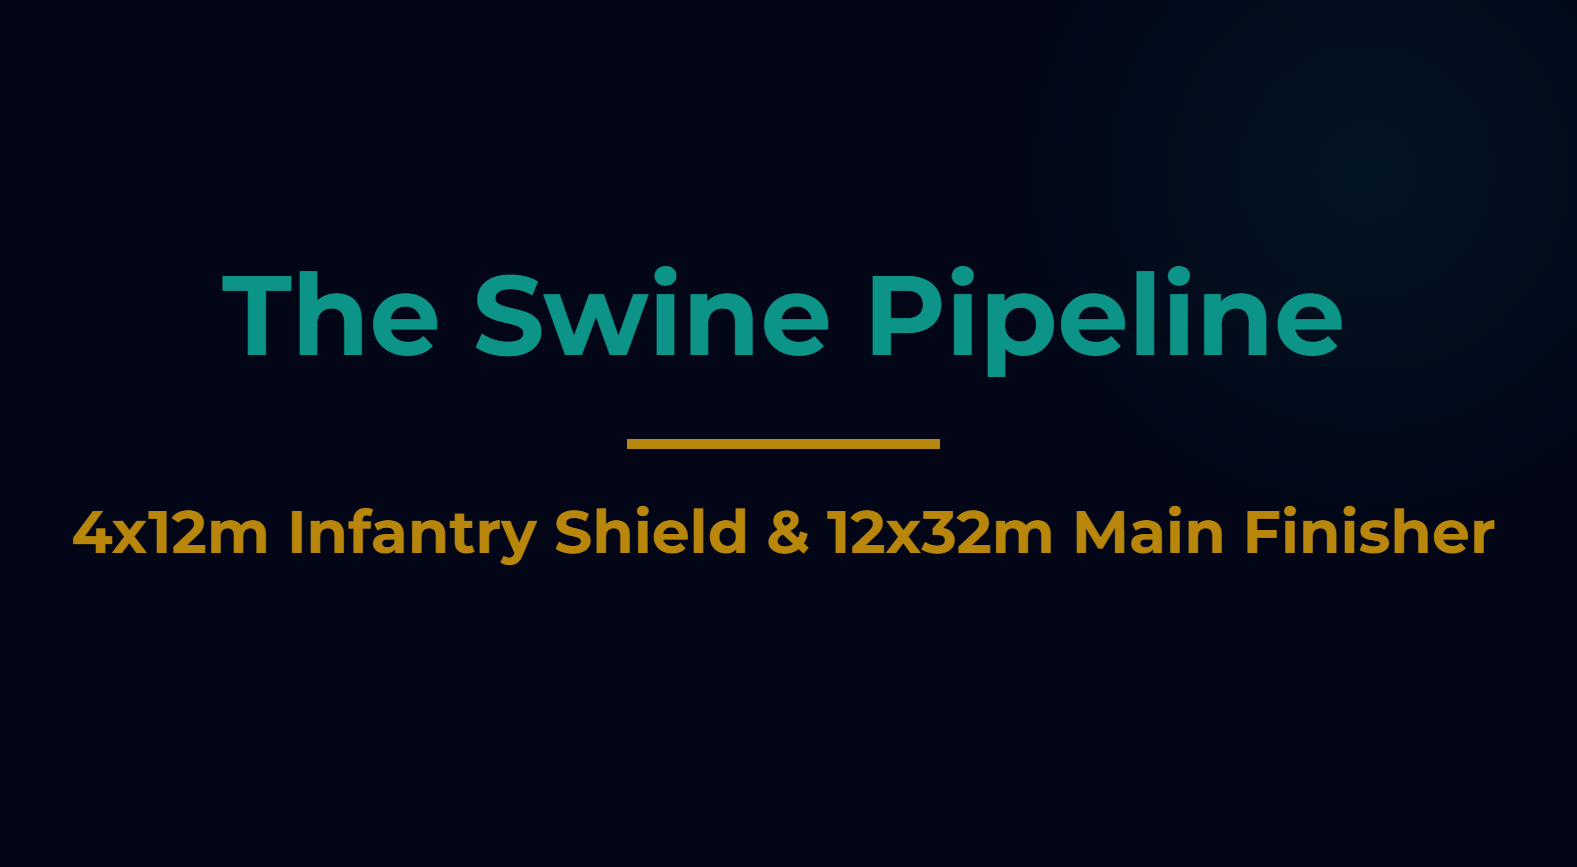 The Swine Pipeline
4x12m Infantry Shield & 12x32m Main Finisher